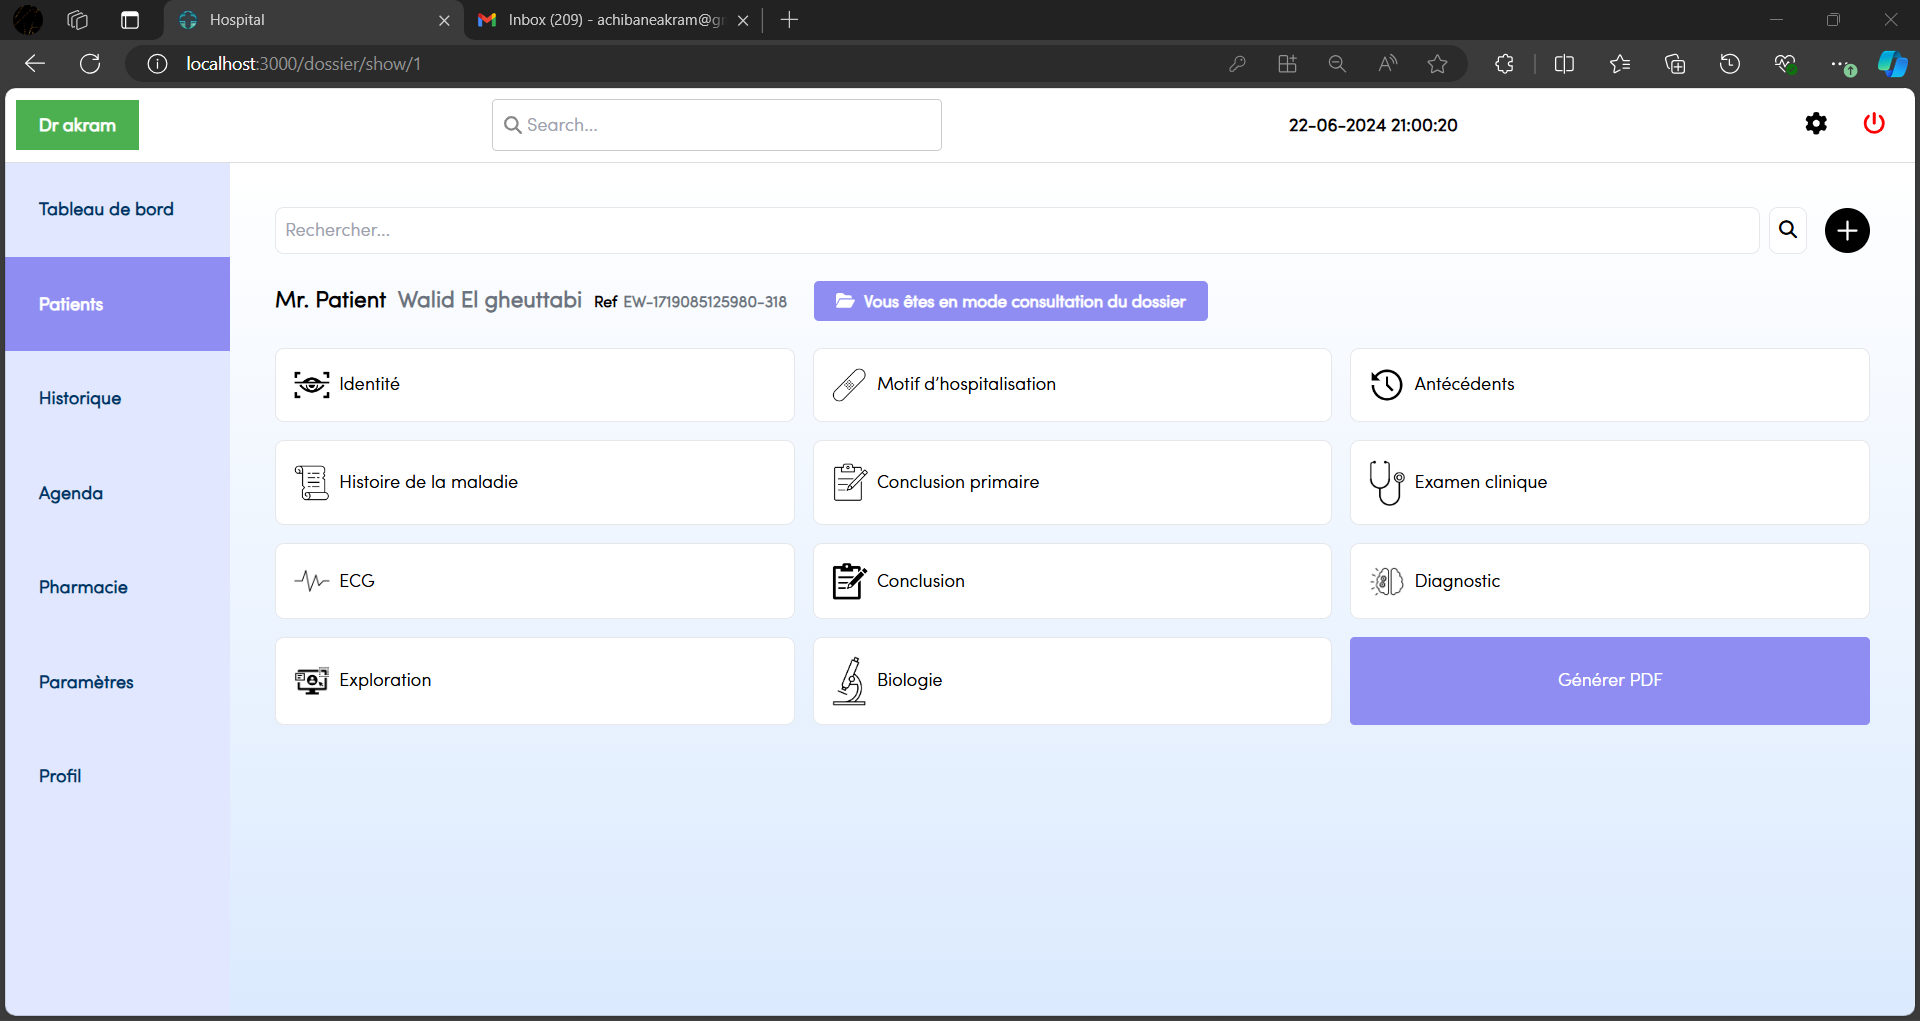 Hospital
Inbox (209) - achibaneakram@g
localhost:3000/dossier/show/1
Dr akram
Search...
22-06-2024 21:00:20
Tableau de bord
Patients
Historique
Agenda
Pharmacie
Paramètres
Profil
Rechercher...
Mr. Patient Walid El gheuttabi Ref EW-1719085125980-318
Vous êtes en mode consultation du dossier
Identité
Motif d’hospitalisation
Antécédents
Histoire de la maladie
Conclusion primaire
Examen clinique
ECG
Conclusion
Diagnostic
Exploration
Biologie
Générer PDF